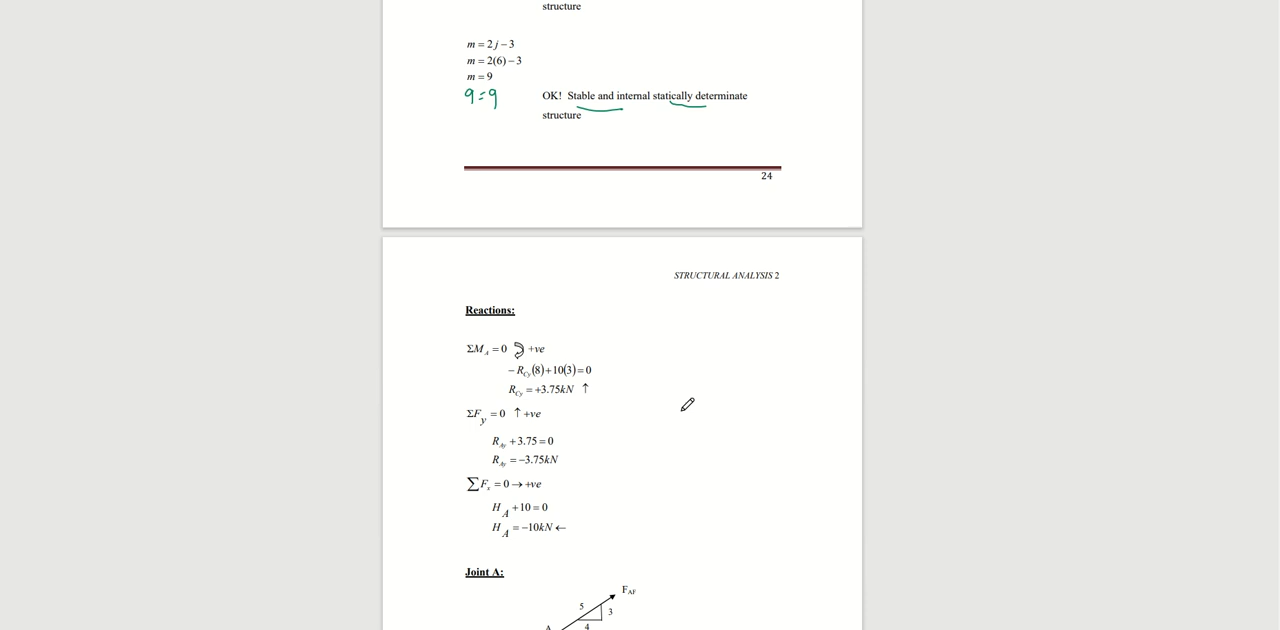 structure
m = 2j − 3
m = 2(6) − 3
m = 9
9 = 9
OK! Stable and internal statically determinate
structure
24
STRUCTURAL ANALYSIS 2
Reactions:
ΣM_A = 0 +ve
− R_Cy(8) + 10(3) = 0
R_Cy = +3.75kN ↑
ΣF_y = 0 ↑ +ve
R_Ay + 3.75 = 0
R_Ay = −3.75kN
∑F_x = 0 → +ve
H_A + 10 = 0
H_A = −10kN ←
Joint A:
F_AF
5
3
A
4